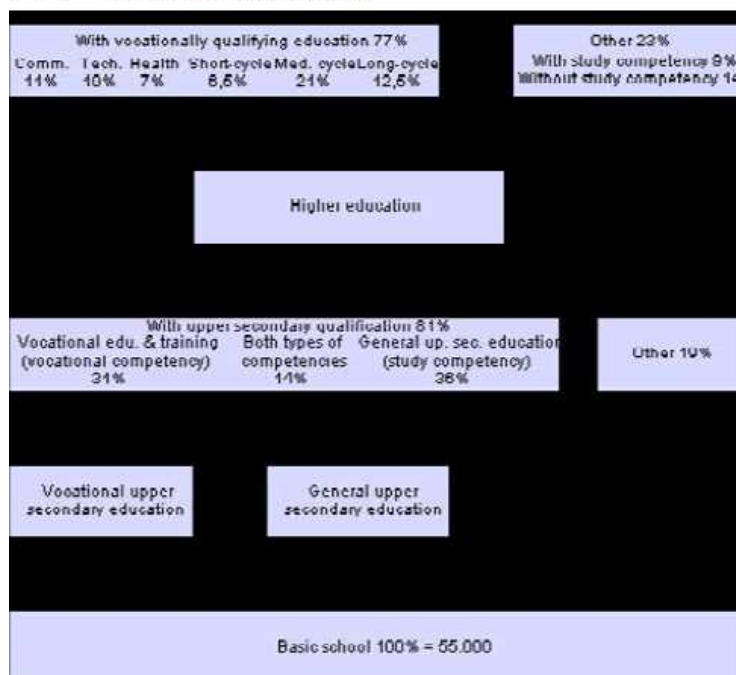 With vocationally qualifying education 77%
Comm. Tech. Health Short-cycle Med. cycle Long-cycle
11% 10% 7% 21% 12,5%
Other 23%
With study competency 9%
Without study competency
Higher education
With upper secondary qualification 81%
Vocational edu. & training Both types of General up. sec. education
(vocational competency) competencies (study competency)
31% 14% 36%
Other 19%
Vocational upper
secondary education
General upper
secondary education
Basic school 100% = 55.000